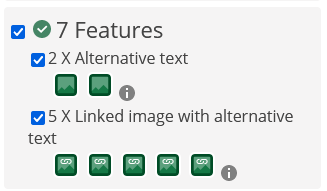 7 Features
2 X Alternative text
5 X Linked image with alternative
text